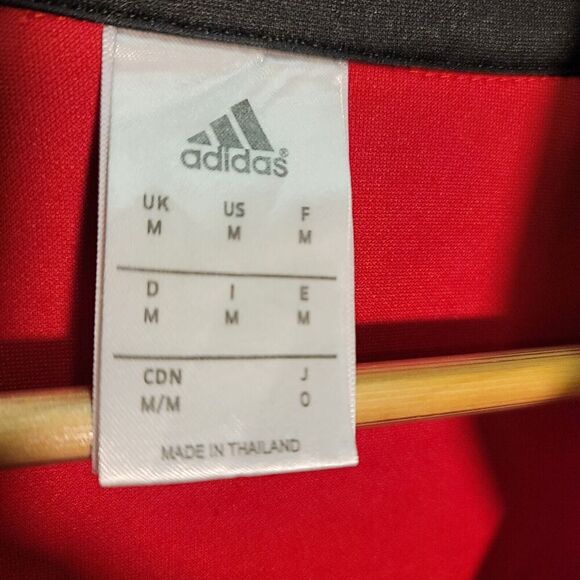 adidas®
UK US F
M M M
D I E
M M M
CDN J
M/M O
MADE IN THAILAND